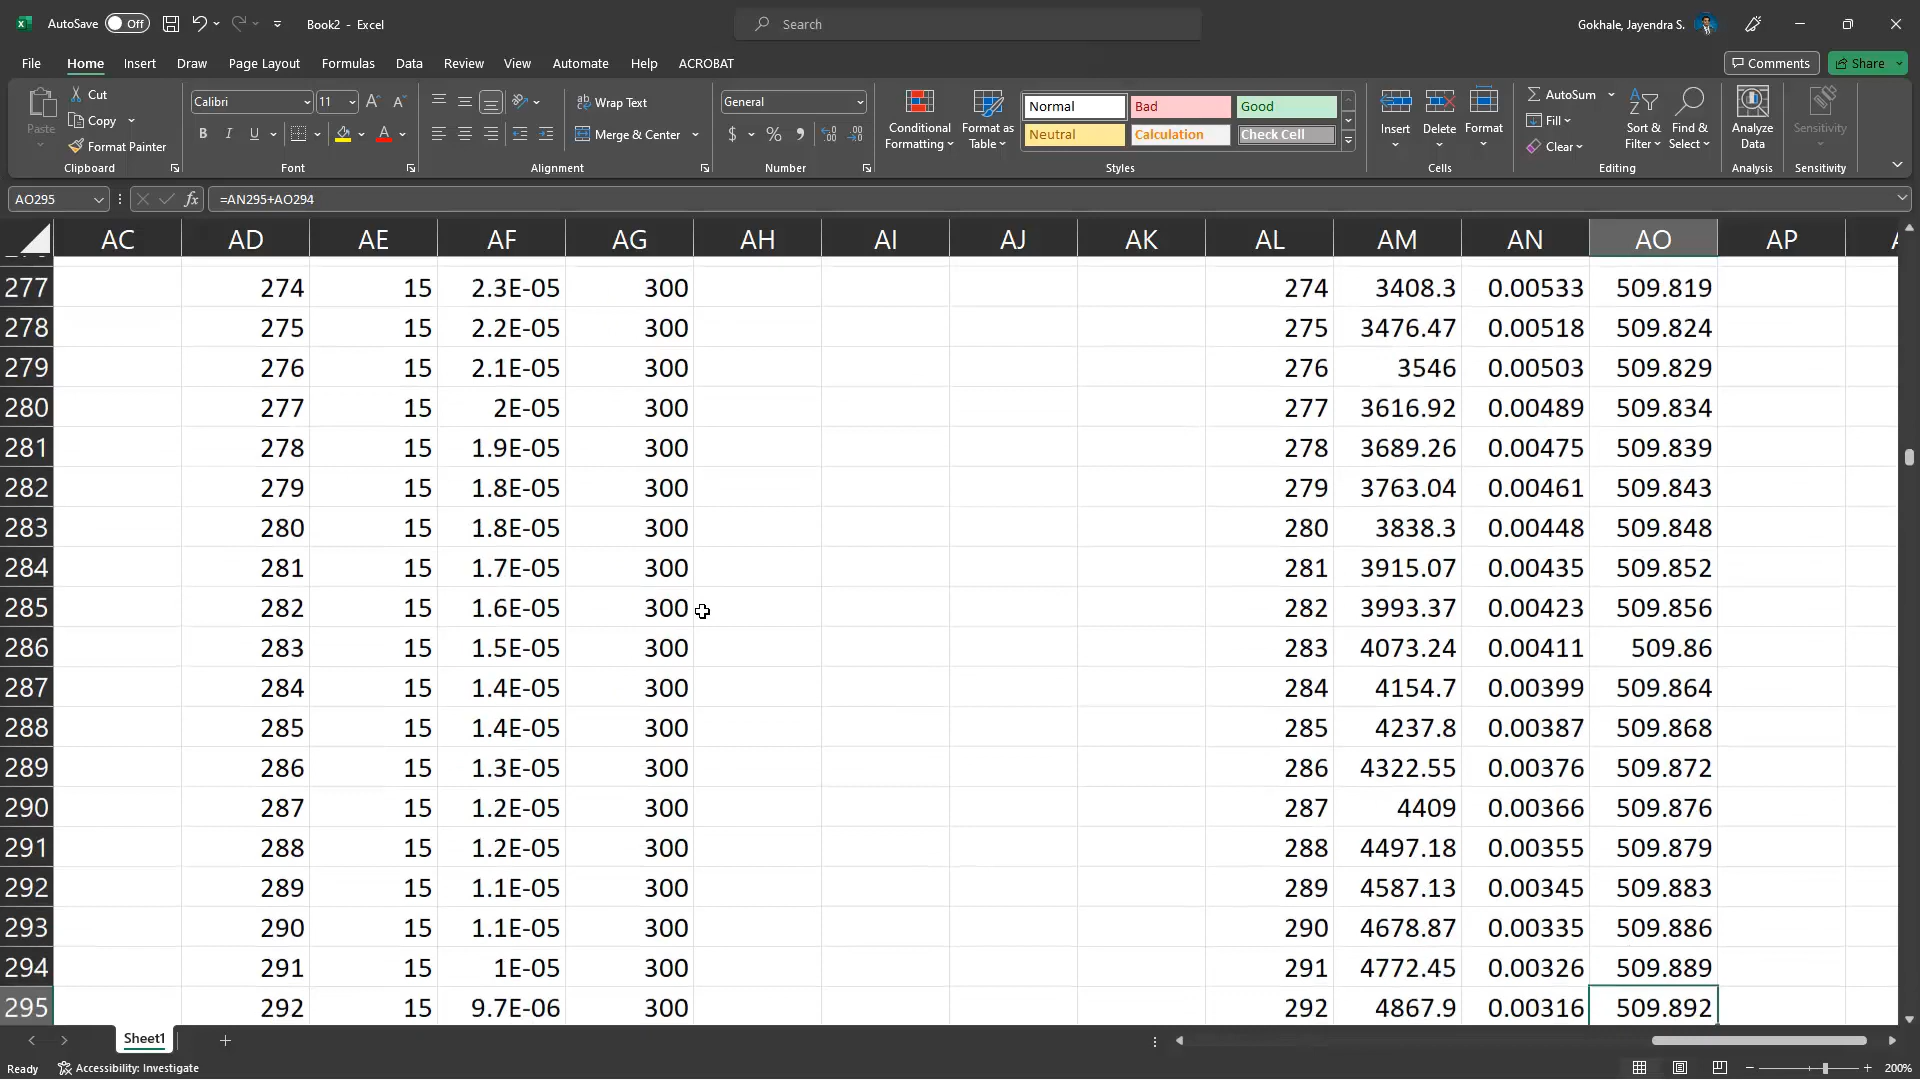 AutoSave Off Book2 - Excel Search Gokhale, Jayendra S.
File Home Insert Draw Page Layout Formulas Data Review View Automate Help ACROBAT Comments Share
Paste Cut Copy Format Painter Clipboard
Calibri 11 A A B I U A Font
ab Wrap Text Merge & Center Alignment
General $ % , Number
Conditional Formatting Format as Table Normal Bad Good Neutral Calculation Check Cell Styles
Insert Delete Format Cells
AutoSum Fill Clear Sort & Filter Find & Select Editing
Analyze Data Analysis Sensitivity Sensitivity
AO295 fx =AN295+AO294
AC AD AE AF AG AH AI AJ AK AL AM AN AO AP
277 274 15 2.3E-05 300 274 3408.3 0.00533 509.819
278 275 15 2.2E-05 300 275 3476.47 0.00518 509.824
279 276 15 2.1E-05 300 276 3546 0.00503 509.829
280 277 15 2E-05 300 277 3616.92 0.00489 509.834
281 278 15 1.9E-05 300 278 3689.26 0.00475 509.839
282 279 15 1.8E-05 300 279 3763.04 0.00461 509.843
283 280 15 1.8E-05 300 280 3838.3 0.00448 509.848
284 281 15 1.7E-05 300 281 3915.07 0.00435 509.852
285 282 15 1.6E-05 300 282 3993.37 0.00423 509.856
286 283 15 1.5E-05 300 283 4073.24 0.00411 509.86
287 284 15 1.4E-05 300 284 4154.7 0.00399 509.864
288 285 15 1.4E-05 300 285 4237.8 0.00387 509.868
289 286 15 1.3E-05 300 286 4322.55 0.00376 509.872
290 287 15 1.2E-05 300 287 4409 0.00366 509.876
291 288 15 1.2E-05 300 288 4497.18 0.00355 509.879
292 289 15 1.1E-05 300 289 4587.13 0.00345 509.883
293 290 15 1.1E-05 300 290 4678.87 0.00335 509.886
294 291 15 1E-05 300 291 4772.45 0.00326 509.889
295 292 15 9.7E-06 300 292 4867.9 0.00316 509.892
Sheet1
Ready Accessibility: Investigate 200%